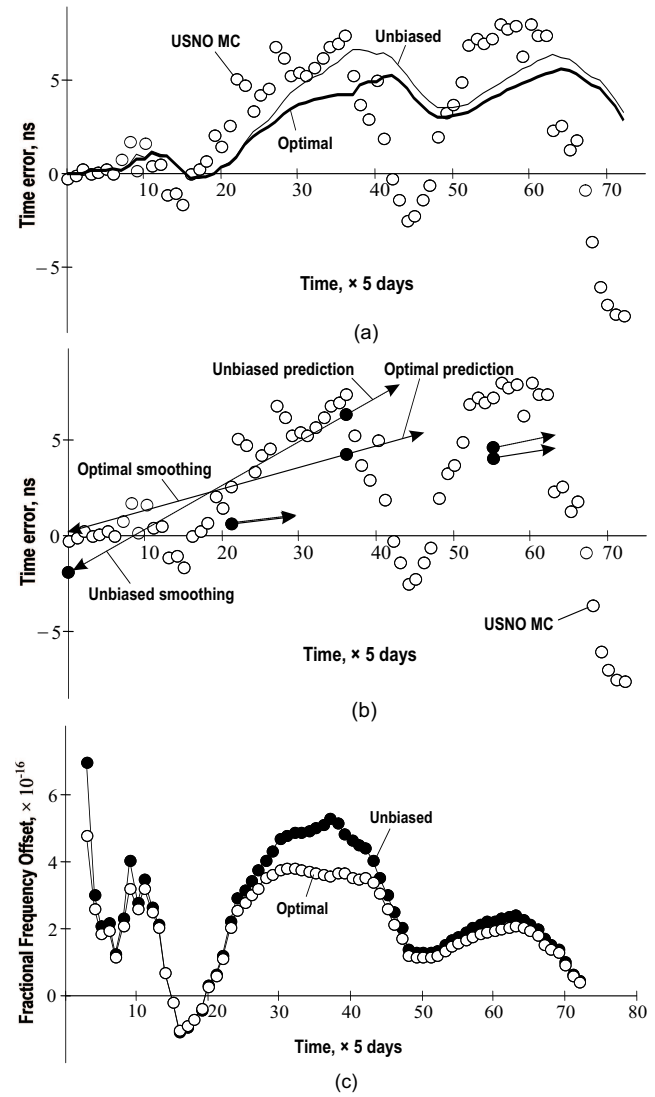 USNO MC
Unbiased
Optimal
Time error, ns
5
0
−5
10
20
30
40
50
60
70
Time, × 5 days
(a)
Unbiased prediction
Optimal prediction
Optimal smoothing
Unbiased smoothing
USNO MC
Time error, ns
5
0
−5
10
20
30
40
50
60
70
Time, × 5 days
(b)
Fractional Frequency Offset, × 10⁻¹⁶
6
4
2
0
Unbiased
Optimal
10
20
30
40
50
60
70
80
Time, × 5 days
(c)